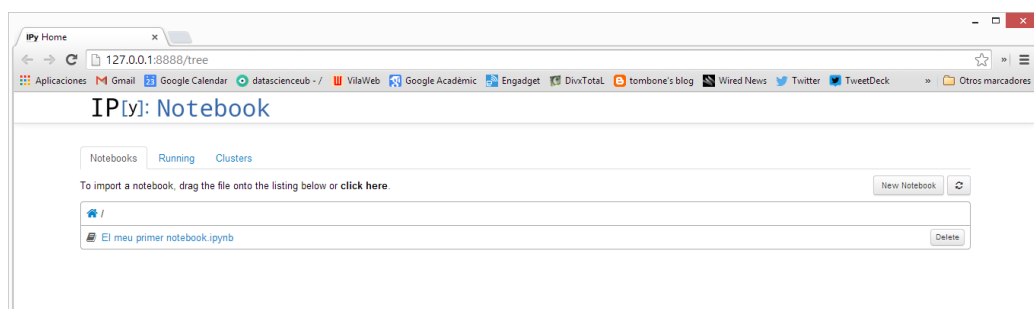 IPy Home
127.0.0.1:8888/tree
Aplicaciones Gmail Google Calendar datascienceub - / VilaWeb Google Acadèmic Engadget DivxTotaL tombone's blog Wired News Twitter TweetDeck » Otros marcadores
IP[y]: Notebook
Notebooks Running Clusters
To import a notebook, drag the file onto the listing below or click here. New Notebook
/
El meu primer notebook.ipynb Delete